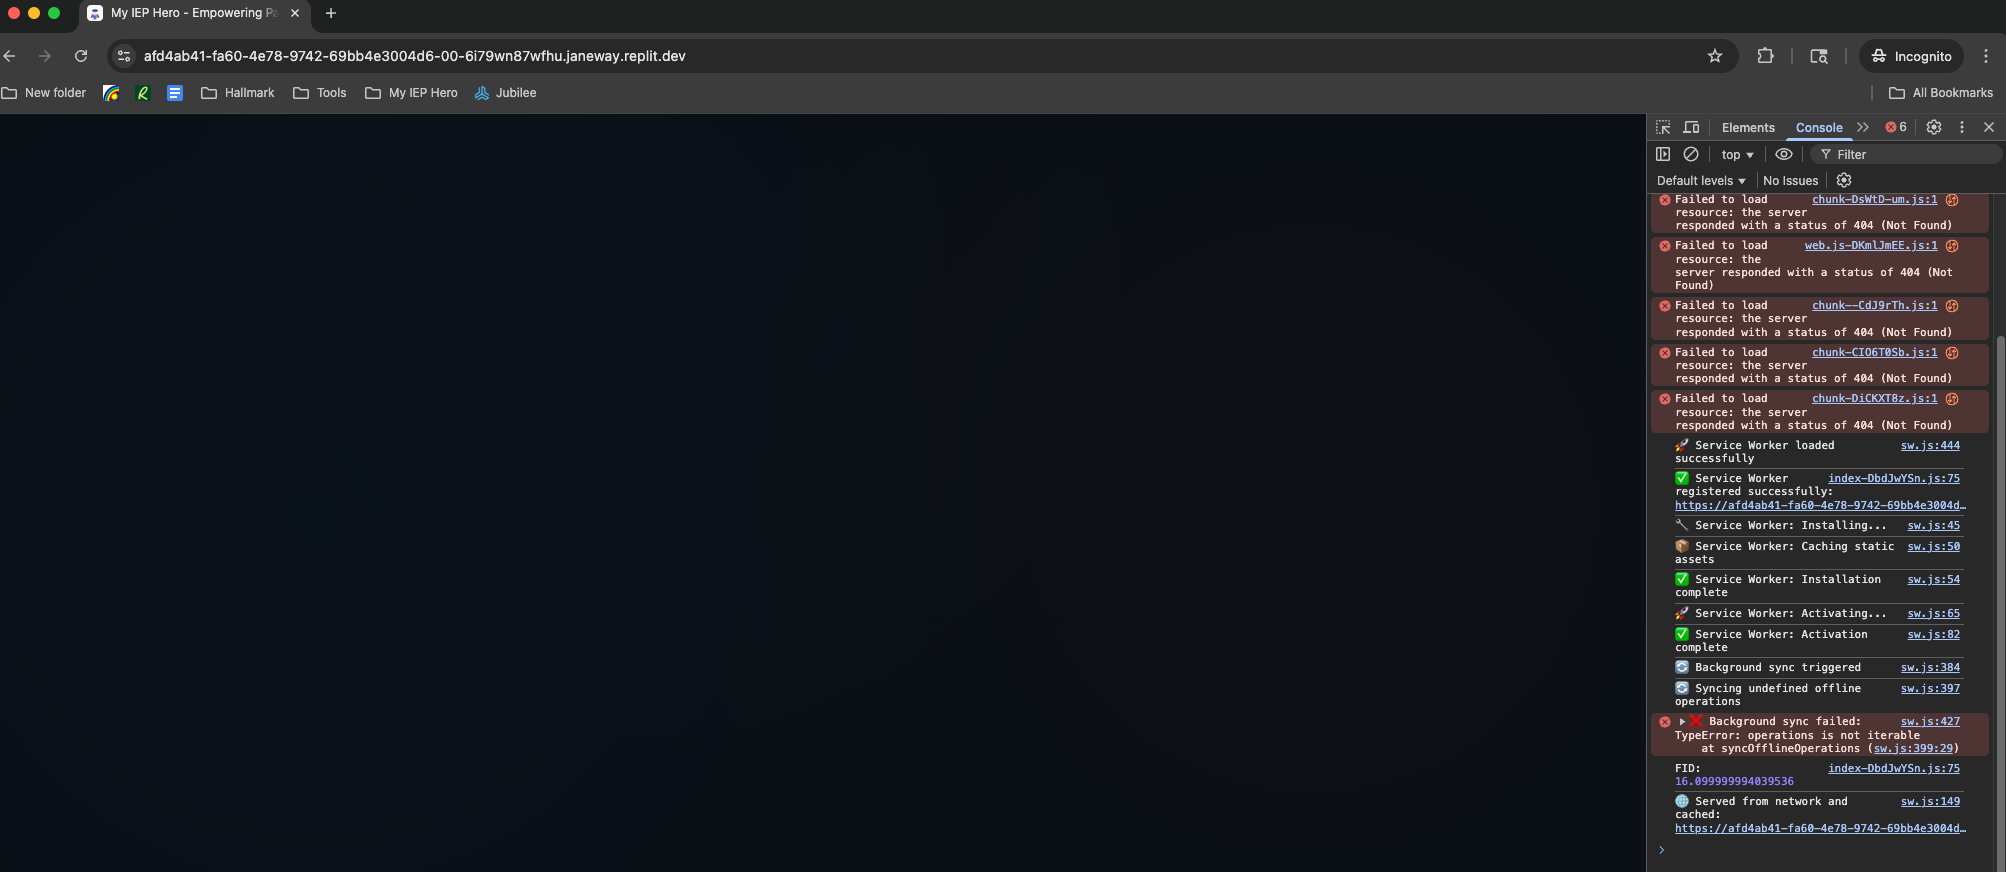 My IEP Hero - Empowering Pa
afd4ab41-fa60-4e78-9742-69bb4e3004d6-00-6i79wn87wfhu.janeway.replit.dev
Incognito
New folder
Hallmark
Tools
My IEP Hero
Jubilee
All Bookmarks
Elements Console 6
top Filter
Default levels No Issues
Failed to load chunk-DsWtD-um.js:1
resource: the server
responded with a status of 404 (Not Found)
Failed to load web.js-DKmlJmEE.js:1
resource: the
server responded with a status of 404 (Not
Found)
Failed to load chunk--CdJ9rTh.js:1
resource: the server
responded with a status of 404 (Not Found)
Failed to load chunk-CIO6T0Sb.js:1
resource: the server
responded with a status of 404 (Not Found)
Failed to load chunk-DiCKXT8z.js:1
resource: the server
responded with a status of 404 (Not Found)
🚀 Service Worker loaded sw.js:444
successfully
✅ Service Worker index-DbdJwYSn.js:75
registered successfully:
https://afd4ab41-fa60-4e78-9742-69bb4e3004d…
🔧 Service Worker: Installing... sw.js:45
📦 Service Worker: Caching static sw.js:50
assets
✅ Service Worker: Installation sw.js:54
complete
🚀 Service Worker: Activating... sw.js:65
✅ Service Worker: Activation sw.js:82
complete
🔄 Background sync triggered sw.js:384
🔄 Syncing undefined offline sw.js:397
operations
❌ Background sync failed: sw.js:427
TypeError: operations is not iterable
at syncOfflineOperations (sw.js:399:29)
FID: index-DbdJwYSn.js:75
16.099999994039536
🌐 Served from network and sw.js:149
cached:
https://afd4ab41-fa60-4e78-9742-69bb4e3004d…